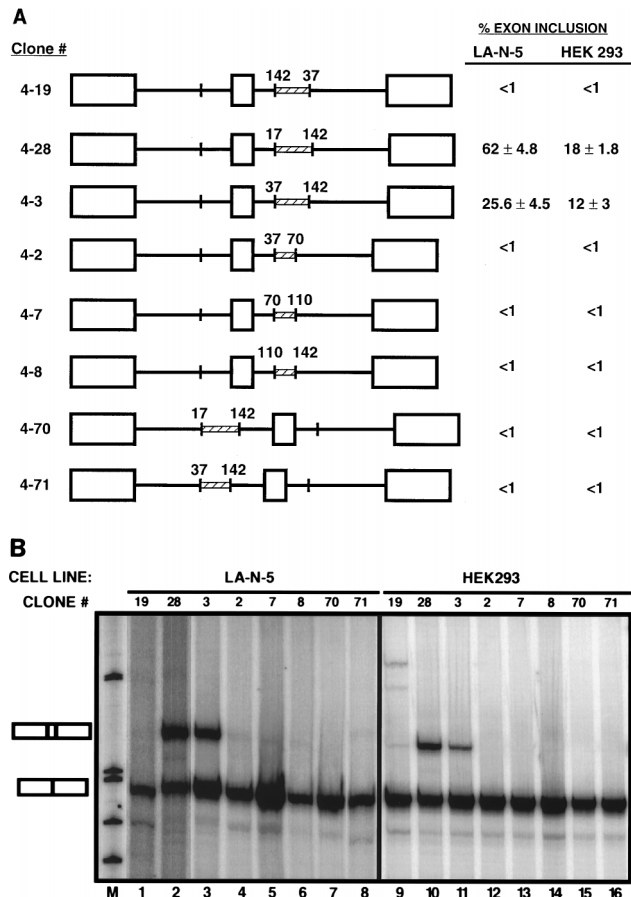 A
% EXON INCLUSION
Clone # LA-N-5 HEK 293
142 37
4-19 <1 <1
17 142
4-28 62 ± 4.8 18 ± 1.8
37 142
4-3 25.6 ± 4.5 12 ± 3
37 70
4-2 <1 <1
70 110
4-7 <1 <1
110 142
4-8 <1 <1
17 142
4-70 <1 <1
37 142
4-71 <1 <1
B
CELL LINE: LA-N-5 HEK293
CLONE # 19 28 3 2 7 8 70 71 19 28 3 2 7 8 70 71
M 1 2 3 4 5 6 7 8 9 10 11 12 13 14 15 16